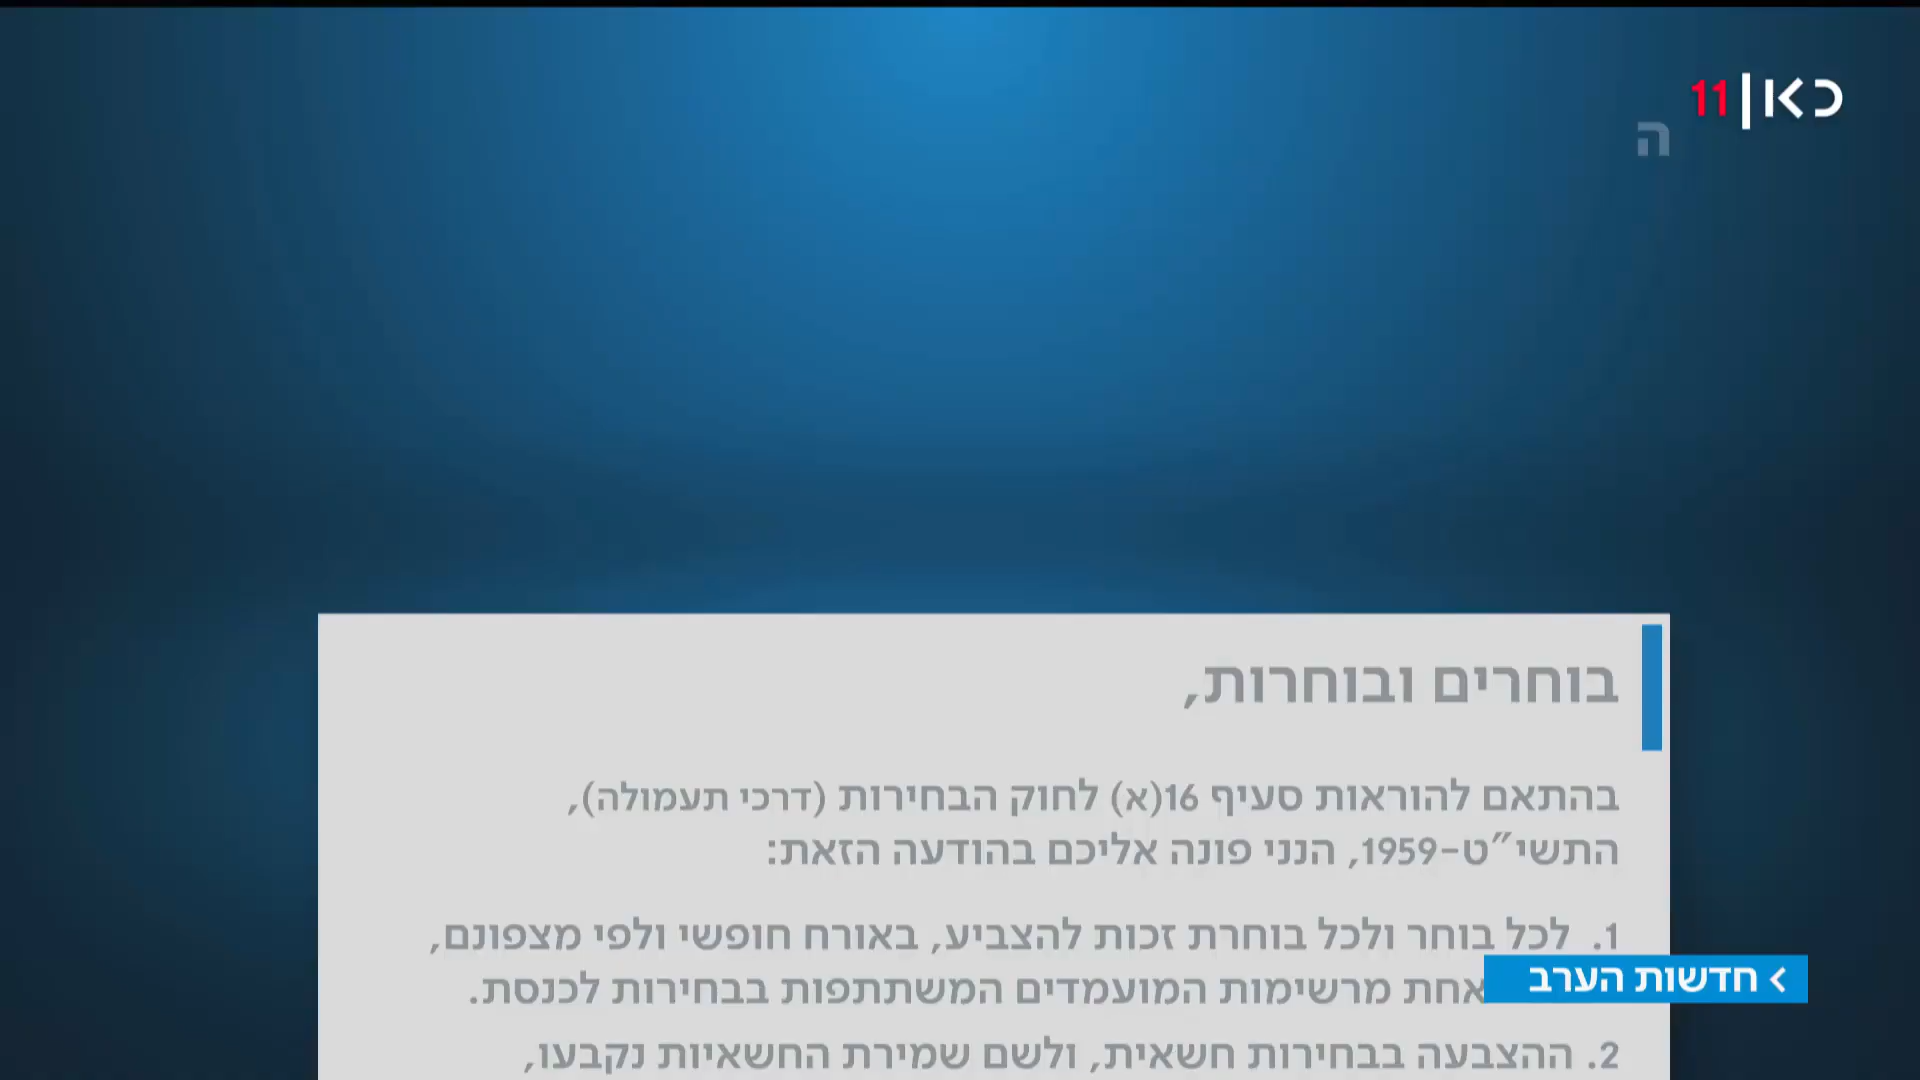 כאן 11
ה
בוחרים ובוחרות,
בהתאם להוראות סעיף 16(א) לחוק הבחירות (דרכי תעמולה),
התשי"ט-1959, הנני פונה אליכם בהודעה הזאת:
1. לכל בוחר ולכל בוחרת זכות להצביע, באורח חופשי ולפי מצפונם,
אחת מרשימות המועמדים המשתתפות בבחירות לכנסת.
חדשות הערב
2. ההצבעה בבחירות חשאית, ולשם שמירת החשאיות נקבעו,